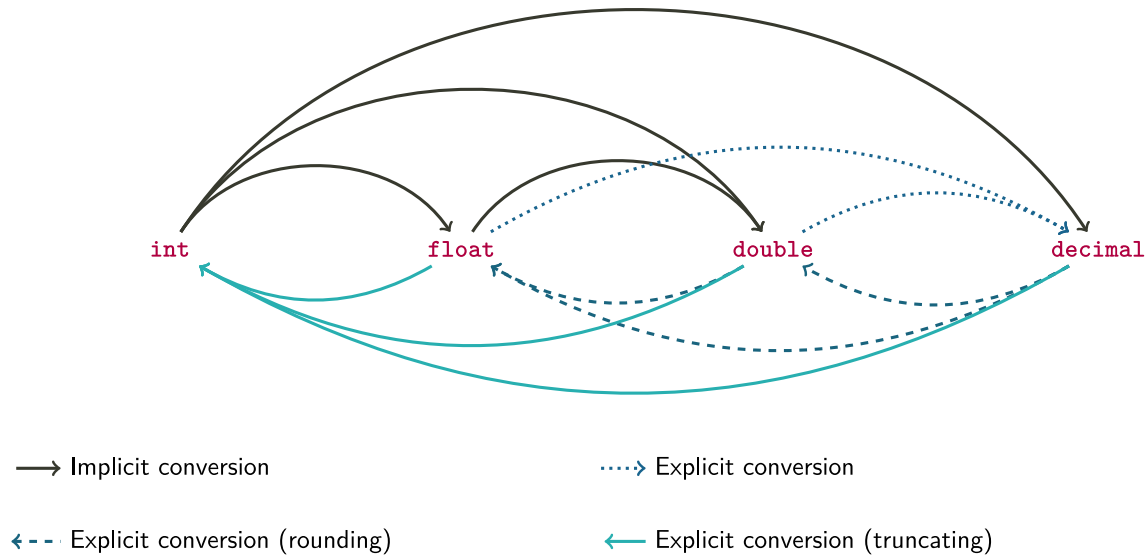 int float double decimal
Implicit conversion
Explicit conversion
Explicit conversion (rounding)
Explicit conversion (truncating)